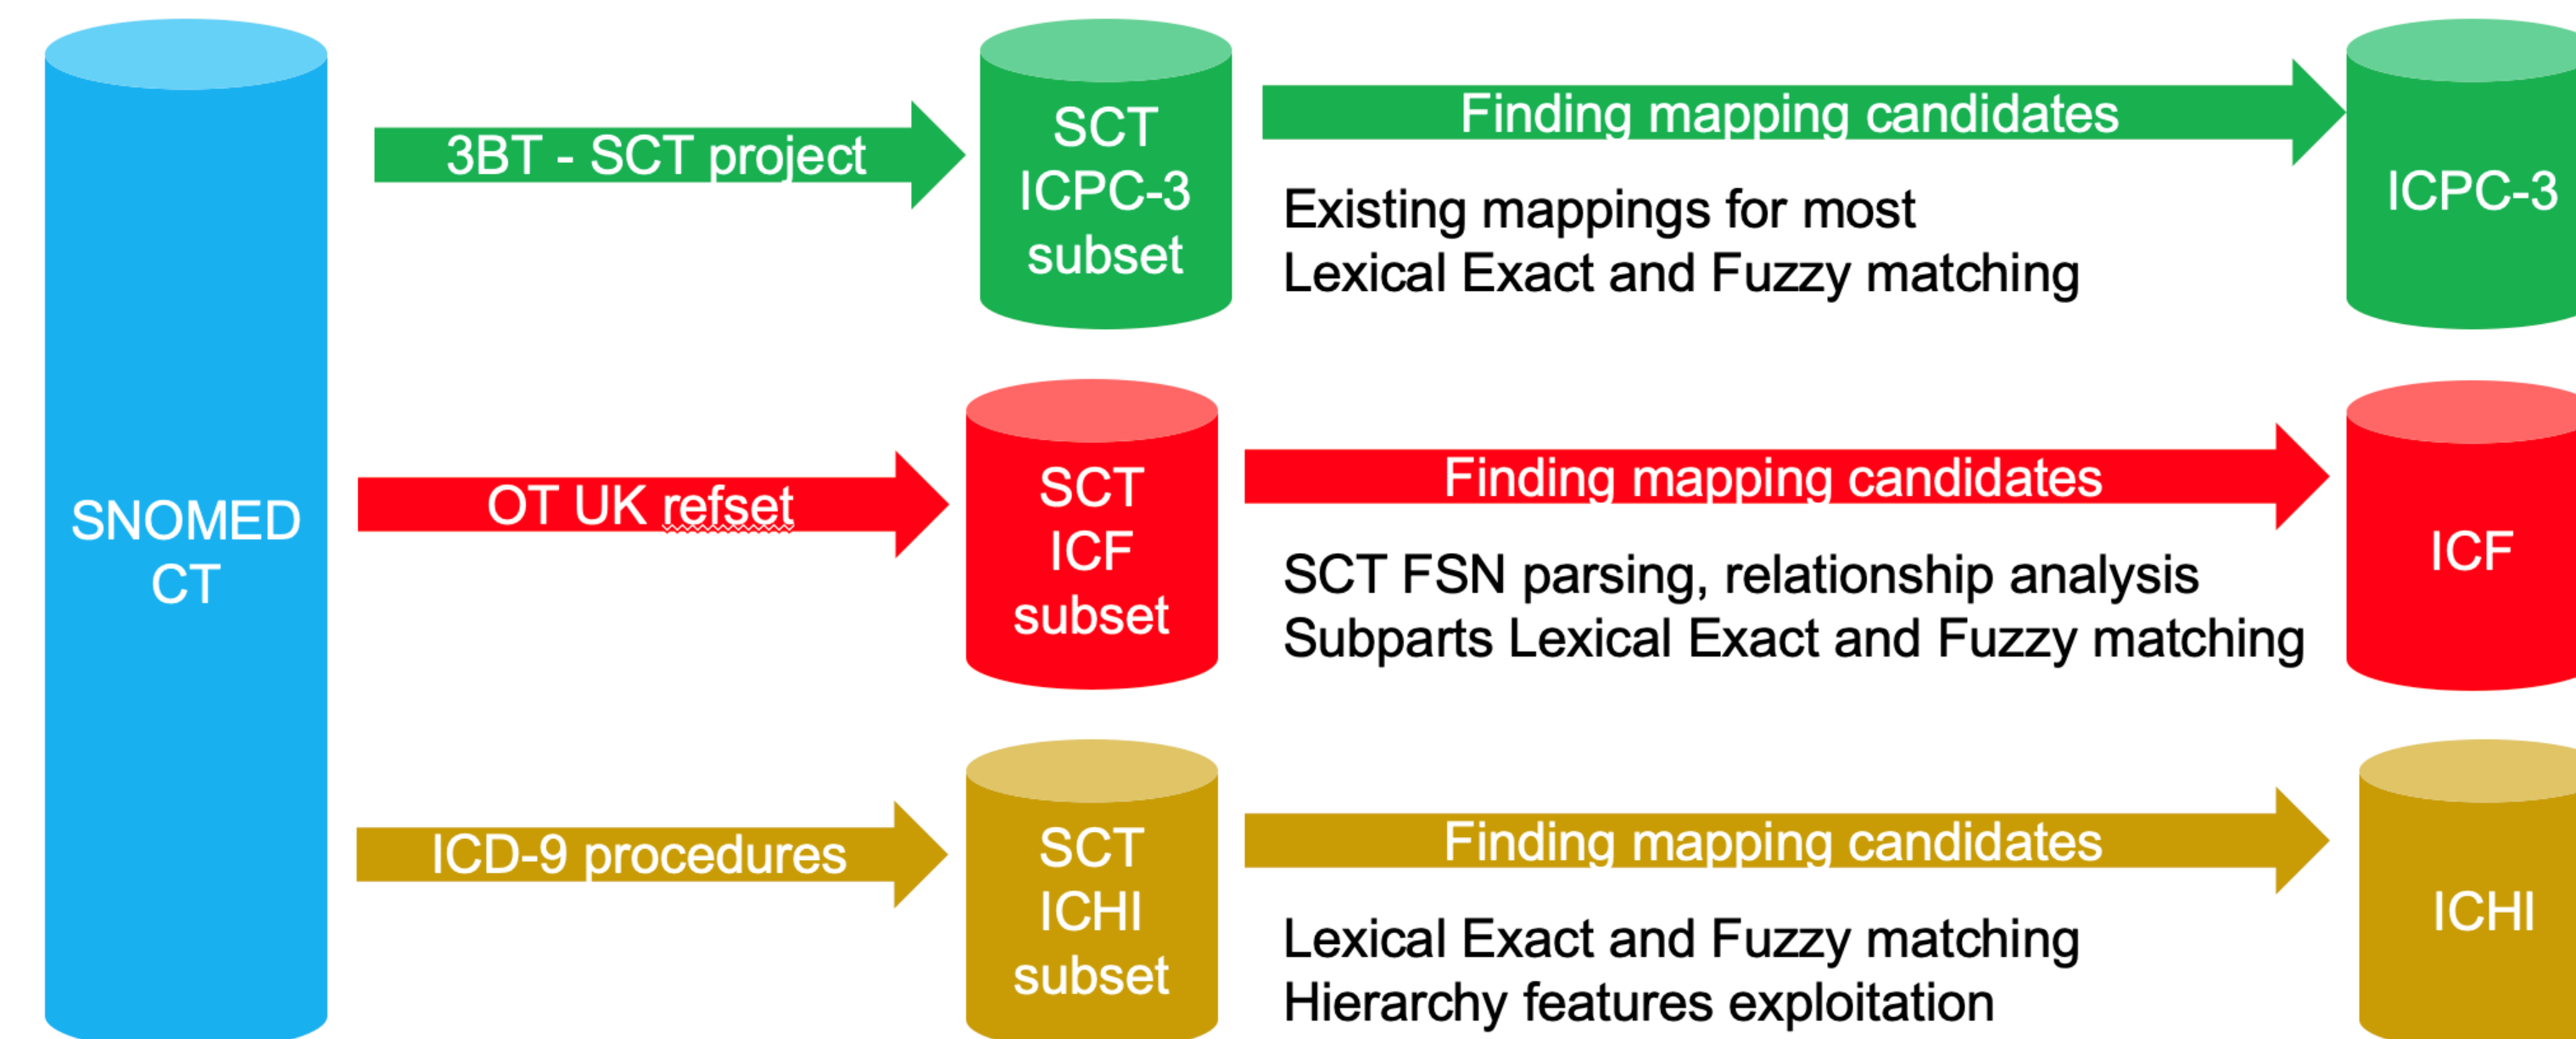 SNOMED
CT
3BT - SCT project
SCT
ICPC-3
subset
Finding mapping candidates
Existing mappings for most
Lexical Exact and Fuzzy matching
ICPC-3
OT UK refset
SCT
ICF
subset
Finding mapping candidates
SCT FSN parsing, relationship analysis
Subparts Lexical Exact and Fuzzy matching
ICF
ICD-9 procedures
SCT
ICHI
subset
Finding mapping candidates
Lexical Exact and Fuzzy matching
Hierarchy features exploitation
ICHI